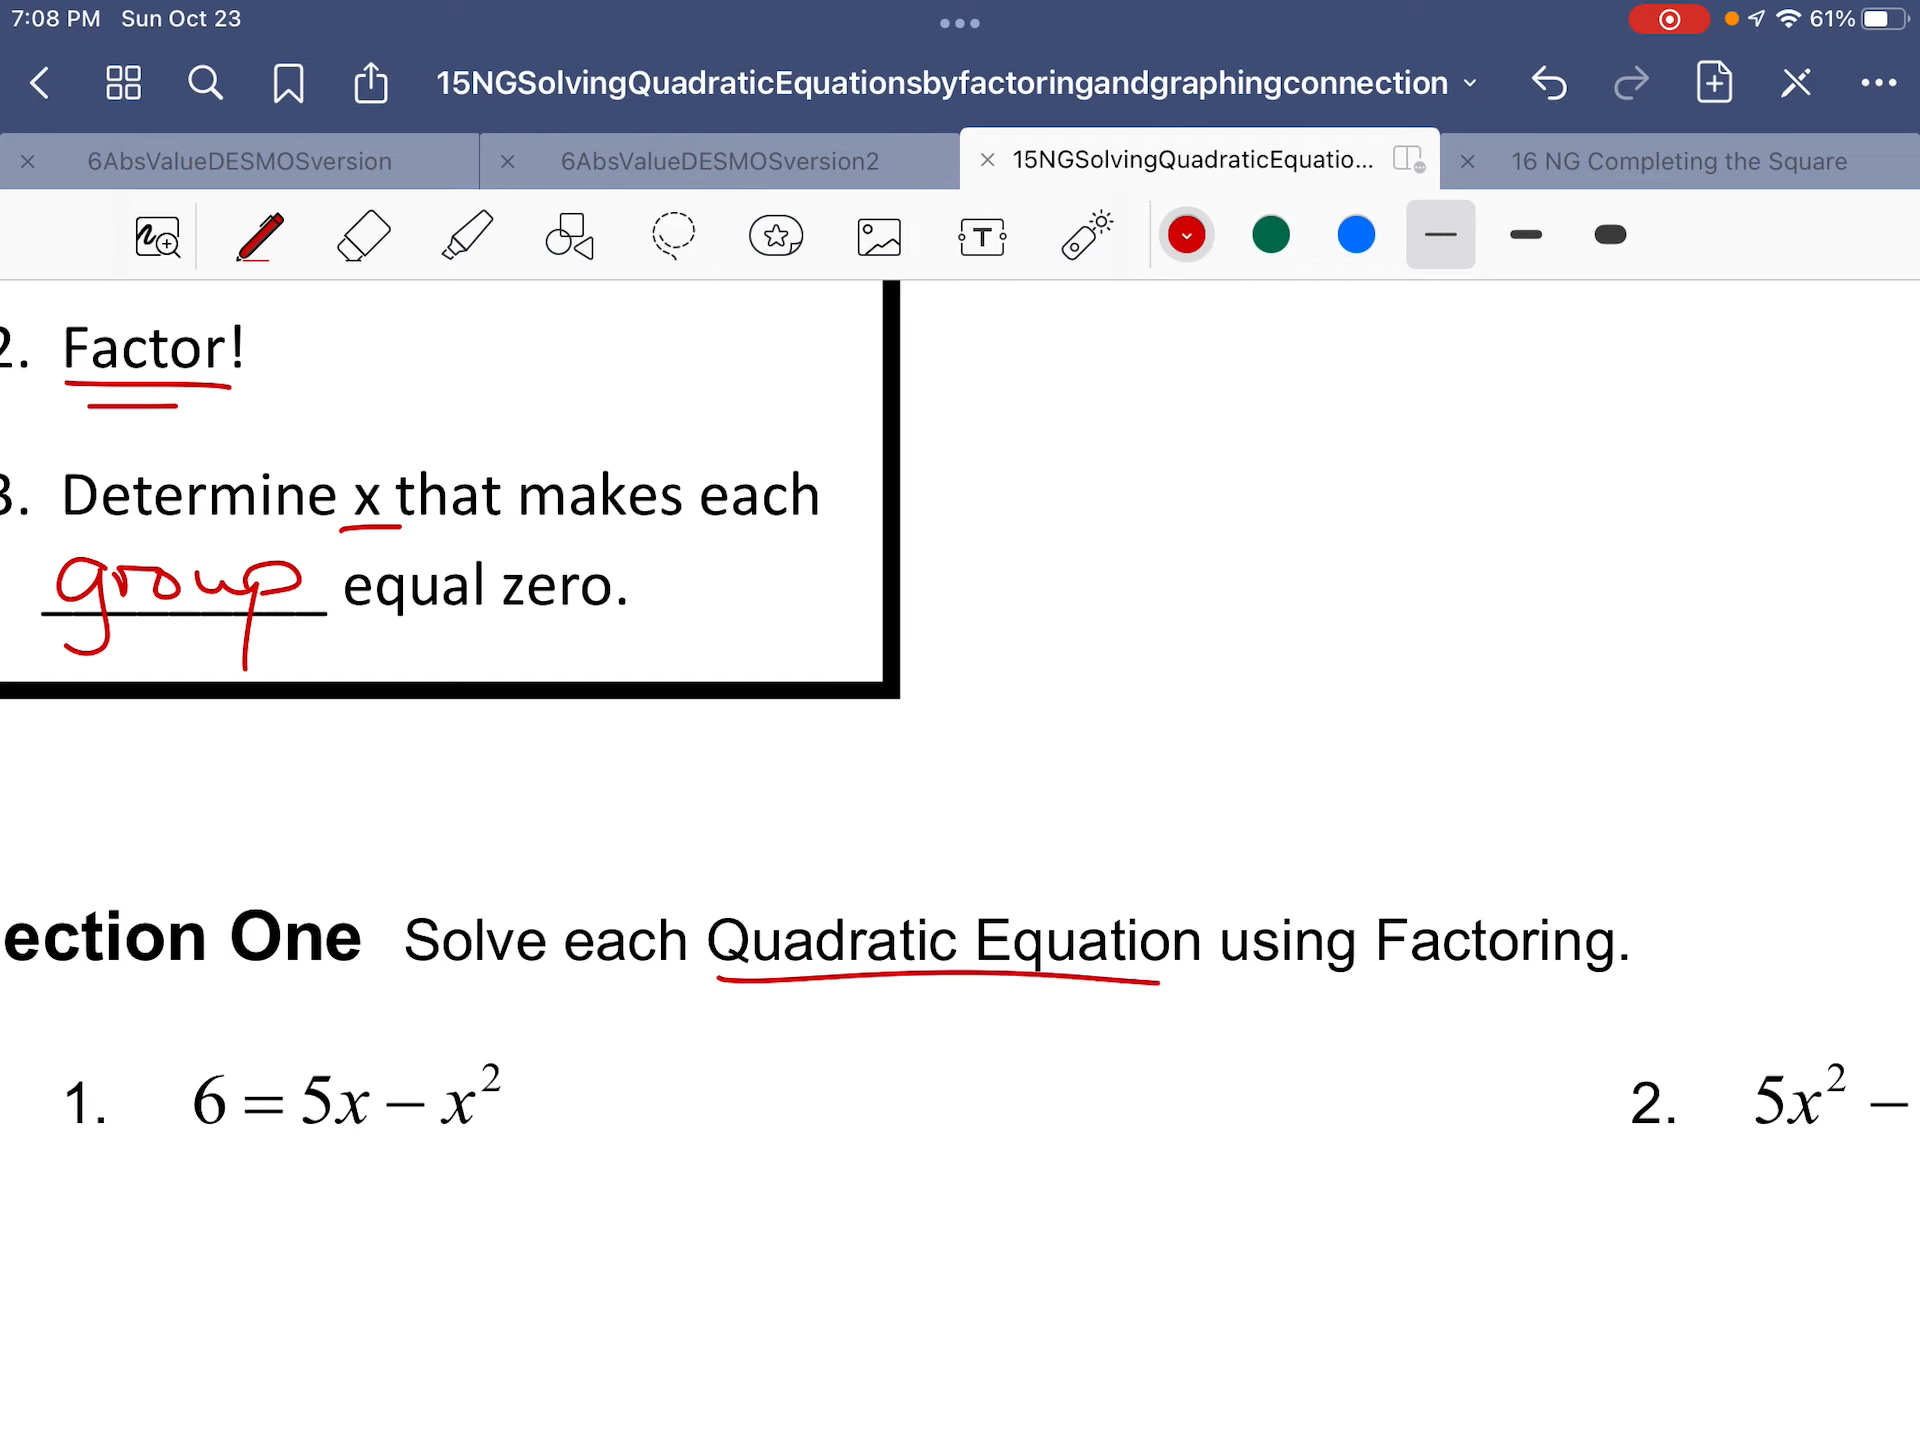 7:08 PM Sun Oct 23
61%
15NGSolvingQuadraticEquationsbyfactoringandgraphingconnection
6AbsValueDESMOSversion
6AbsValueDESMOSversion2
15NGSolvingQuadraticEquatio...
16 NG Completing the Square
T
2. Factor!
3. Determine x that makes each
group equal zero.
ection One Solve each Quadratic Equation using Factoring.
1. 6 = 5x − x²
2. 5x² −